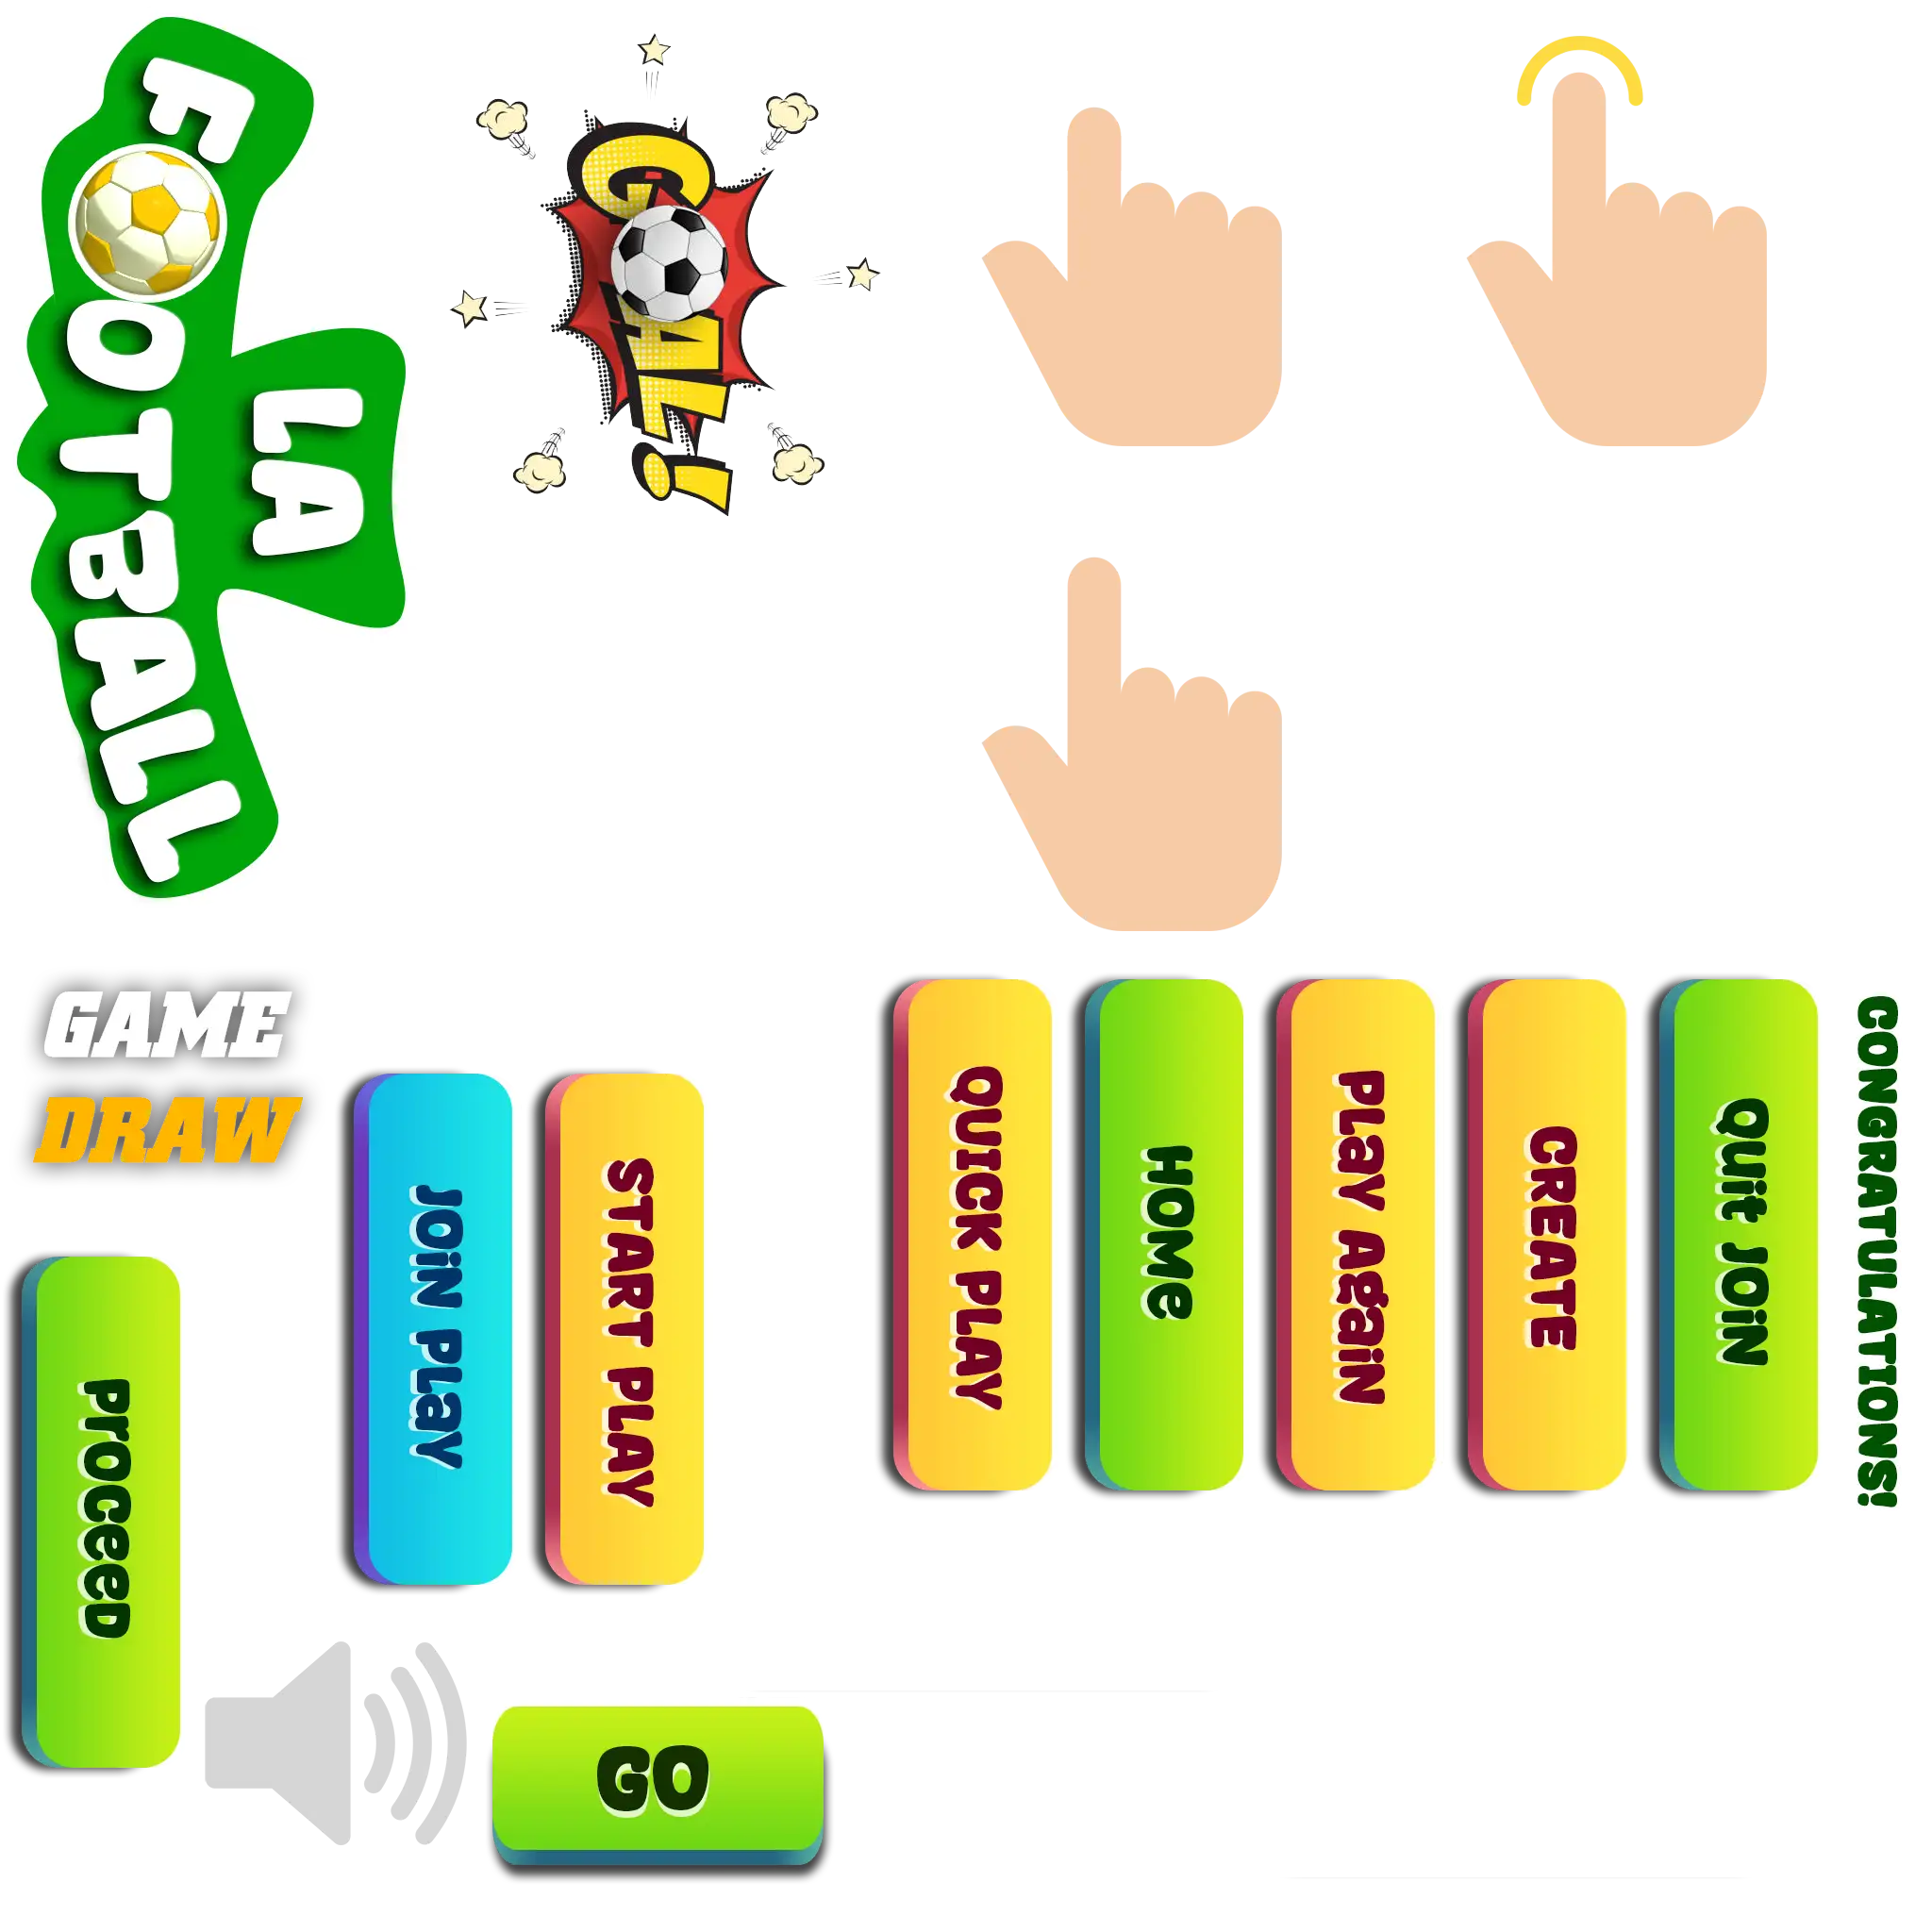 LA
FOOTBALL
GOAL!
GAME
DRAW
PrOCeeD
JOiN PLaY
START PLAY
QUICK PLAY
HOMe
PLaY AgaiN
CREATE
QUit JOiN
CONGRATULATIONS!
GO